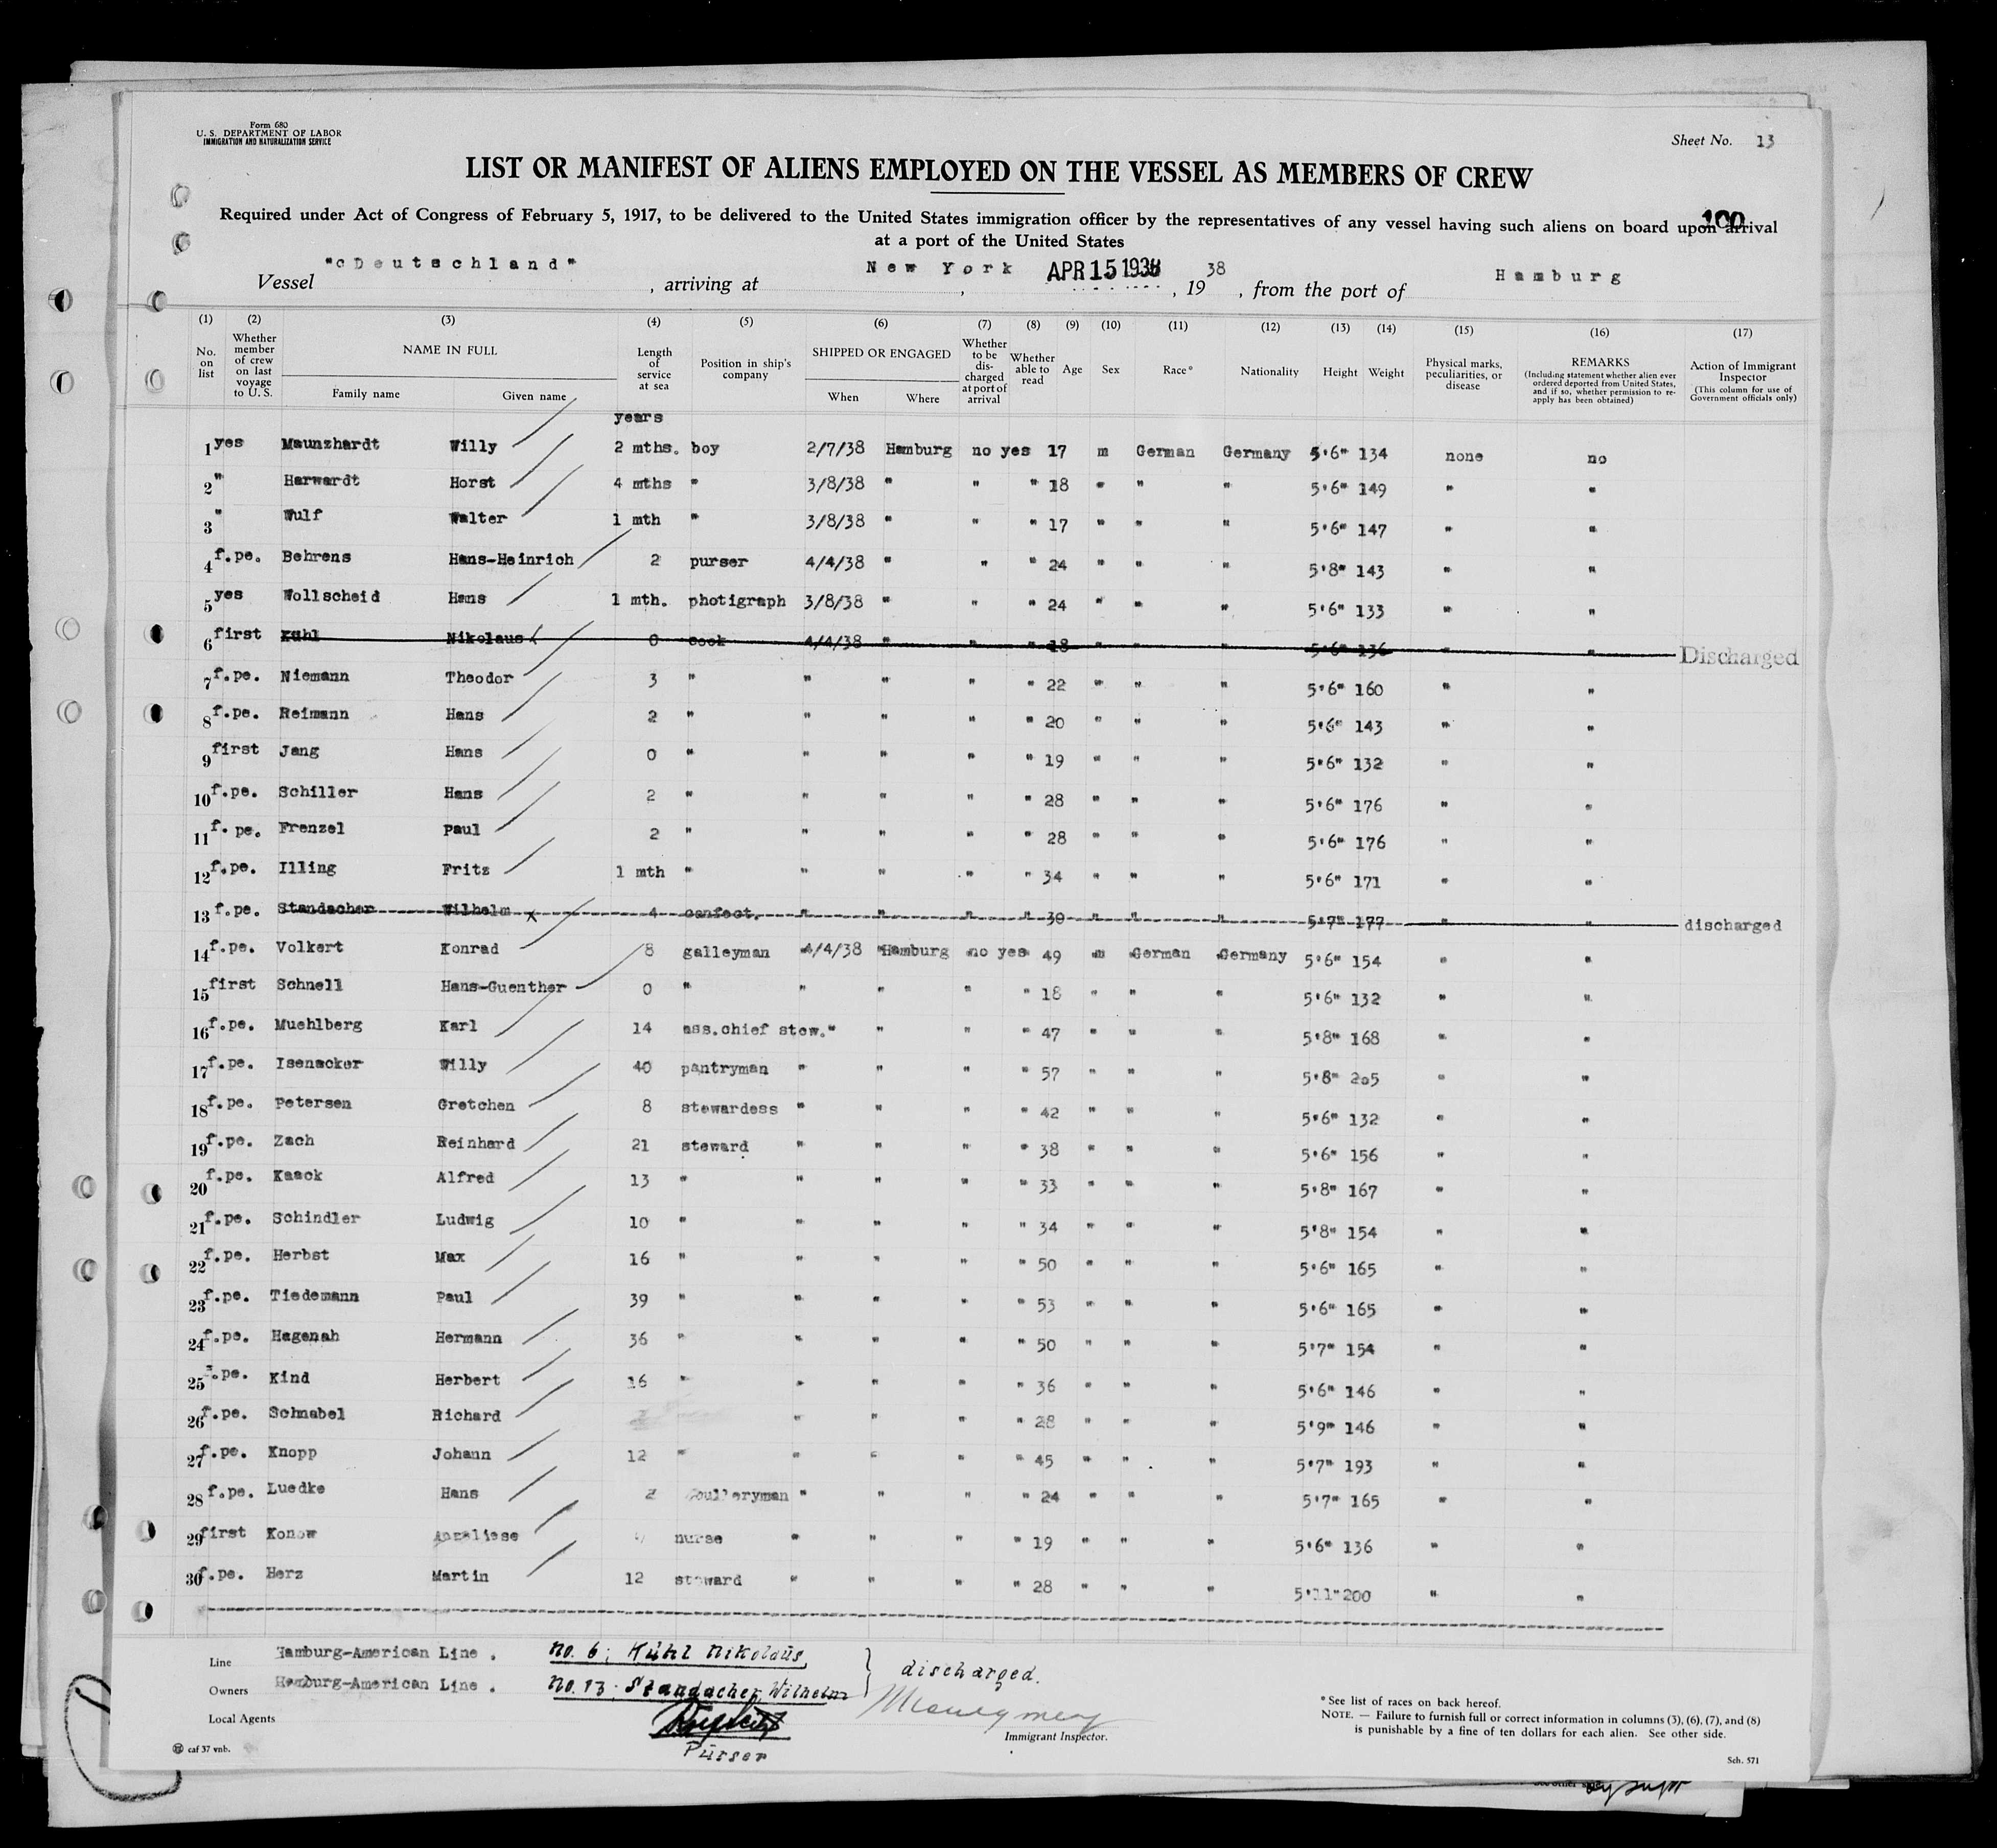 Form 680
U. S. DEPARTMENT OF LABOR
IMMIGRATION AND NATURALIZATION SERVICE
Sheet No. 13
LIST OR MANIFEST OF ALIENS EMPLOYED ON THE VESSEL AS MEMBERS OF CREW
Required under Act of Congress of February 5, 1917, to be delivered to the United States immigration officer by the representatives of any vessel having such aliens on board upon arrival
100
at a port of the United States
Vessel "cDeutschland", arriving at New York, APR 15 1938, 1938, from the port of Hamburg
(1) (2) (3) (4) (5) (6) (7) (8) (9) (10) (11) (12) (13) (14) (15) (16) (17)
No. on list
Whether member of crew on last voyage to U. S.
NAME IN FULL
Family name
Given name
Length of service at sea
Position in ship's company
SHIPPED OR ENGAGED
When
Where
Whether to be discharged at port of arrival
Whether able to read
Age
Sex
Race*
Nationality
Height
Weight
Physical marks, peculiarities, or disease
REMARKS
(Including statement whether alien ever ordered deported from United States, and if so, whether permission to re-apply has been obtained)
Action of Immigrant Inspector
(This column for use of Government officials only)
years
1 yes Maunzhardt Willy 2 mths. boy 2/7/38 Hamburg no yes 17 m German Germany 5'6" 134 none no
2 " Harwardt Horst 4 mths " 3/8/38 " " " 18 " " " 5'6" 149 " "
3 " Wulf Walter 1 mth " 3/8/38 " " " 17 " " " 5'6" 147 " "
4 f.pe. Behrens Hans-Heinrich 2 purser 4/4/38 " " " 24 " " " 5'8" 143 " "
5 yes Wollscheid Hans 1 mth. photigraph 3/8/38 " " " 24 " " " 5'6" 133 " "
6 first Kühl Nikolaus 0 cook 4/4/38 " " " 18 " " " 5'6" 136 " " Discharged
7 f.pe. Niemann Theodor 3 " " " " " 22 " " " 5'6" 160 " "
8 f.pe. Reimann Hans 2 " " " " " 20 " " " 5'6" 143 " "
9 first Jang Hans 0 " " " " " 19 " " " 5'6" 132 " "
10 f.pe. Schiller Hans 2 " " " " " 28 " " " 5'6" 176 " "
11 f.pe. Frenzel Paul 2 " " " " " 28 " " " 5'6" 176 " "
12 f.pe. Illing Fritz 1 mth " " " " " 34 " " " 5'6" 171 " "
13 f.pe. Standacher Wilhelm x 4 confect. " " " " 30 " " " 5'7" 177 " " discharged
14 f.pe. Volkert Konrad 8 galleyman 4/4/38 Hamburg no yes 49 m German Germany 5'6" 154 " "
15 first Schnell Hans-Guenther 0 " " " " " 18 " " " 5'6" 132 " "
16 f.pe. Muehlberg Karl 14 ass.chief stew." " " " 47 " " " 5'8" 168 " "
17 f.pe. Isenacker Willy 40 pantryman " " " " 57 " " " 5'8" 205 " "
18 f.pe. Petersen Gretchen 8 stewardess " " " " 42 " " " 5'6" 132 " "
19 f.pe. Zach Reinhard 21 steward " " " " 38 " " " 5'6" 156 " "
20 f.pe. Kaack Alfred 13 " " " " " 33 " " " 5'8" 167 " "
21 f.pe. Schindler Ludwig 10 " " " " " 34 " " " 5'8" 154 " "
22 f.pe. Herbst Max 16 " " " " " 50 " " " 5'6" 165 " "
23 f.pe. Tiedemann Paul 39 " " " " " 53 " " " 5'6" 165 " "
24 f.pe. Hagenah Hermann 36 " " " " " 50 " " " 5'7" 154 " "
25 f.pe. Kind Herbert 16 " " " " " 36 " " " 5'6" 146 " "
26 f.pe. Schnabel Richard " " " " 28 " " " 5'9" 146 " "
27 f.pe. Knopp Johann 12 " " " " " 45 " " " 5'7" 193 " "
28 f.pe. Luedke Hans 2 Sculleryman " " " " 24 " " " 5'7" 165 " "
29 first Konow Annaliese nurse " " " " 19 " " " 5'6" 136 " "
30 f.pe. Herz Martin 12 steward " " " " 28 " " " 5'11" 200 " "
Line Hamburg-American Line.
Owners Hamburg-American Line.
Local Agents
No. 6; Kühl Nikolaus,
No. 13; Standacher, Wilhelm
} discharged.
Purser
Immigrant Inspector.
* See list of races on back hereof.
NOTE. — Failure to furnish full or correct information in columns (3), (6), (7), and (8)
is punishable by a fine of ten dollars for each alien. See other side.
caf 37 vnb.
Sch. 571